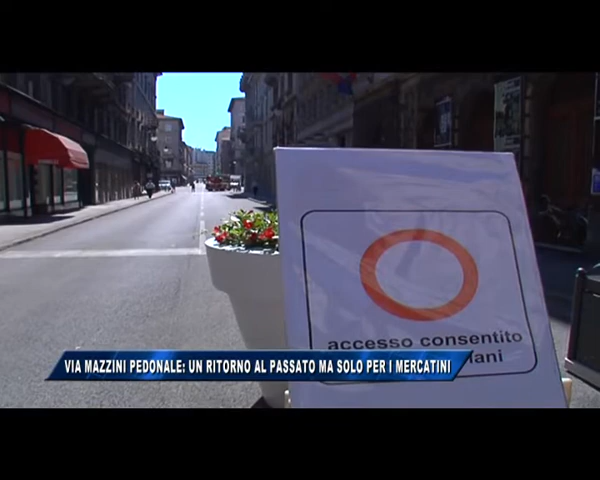 accesso consentito
VIA MAZZINI PEDONALE: UN RITORNO AL PASSATO MA SOLO PER I MERCATINI